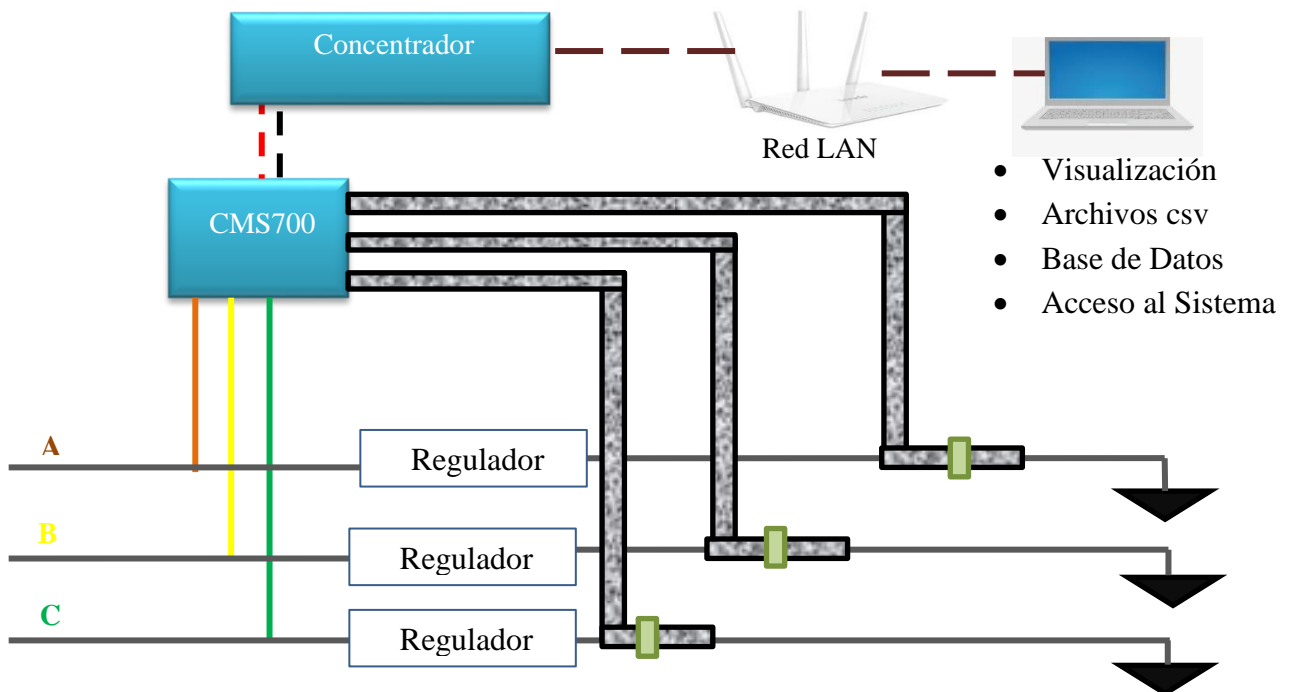 Concentrador
Red LAN
• Visualización
• Archivos csv
• Base de Datos
• Acceso al Sistema
CMS700
A
Regulador
B
Regulador
C
Regulador